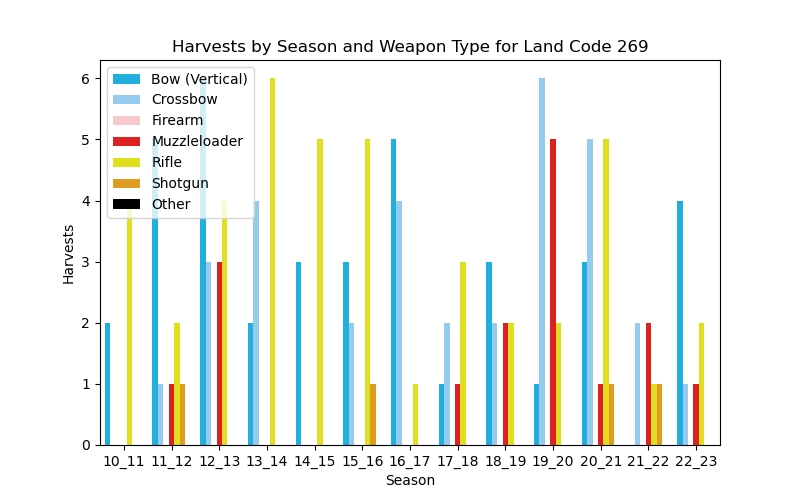 Harvests by Season and Weapon Type for Land Code 269
6
5
4
3
2
1
0
Harvests
Bow (Vertical)
Crossbow
Firearm
Muzzleloader
Rifle
Shotgun
Other
10_11 11_12 12_13 13_14 14_15 15_16 16_17 17_18 18_19 19_20 20_21 21_22 22_23
Season